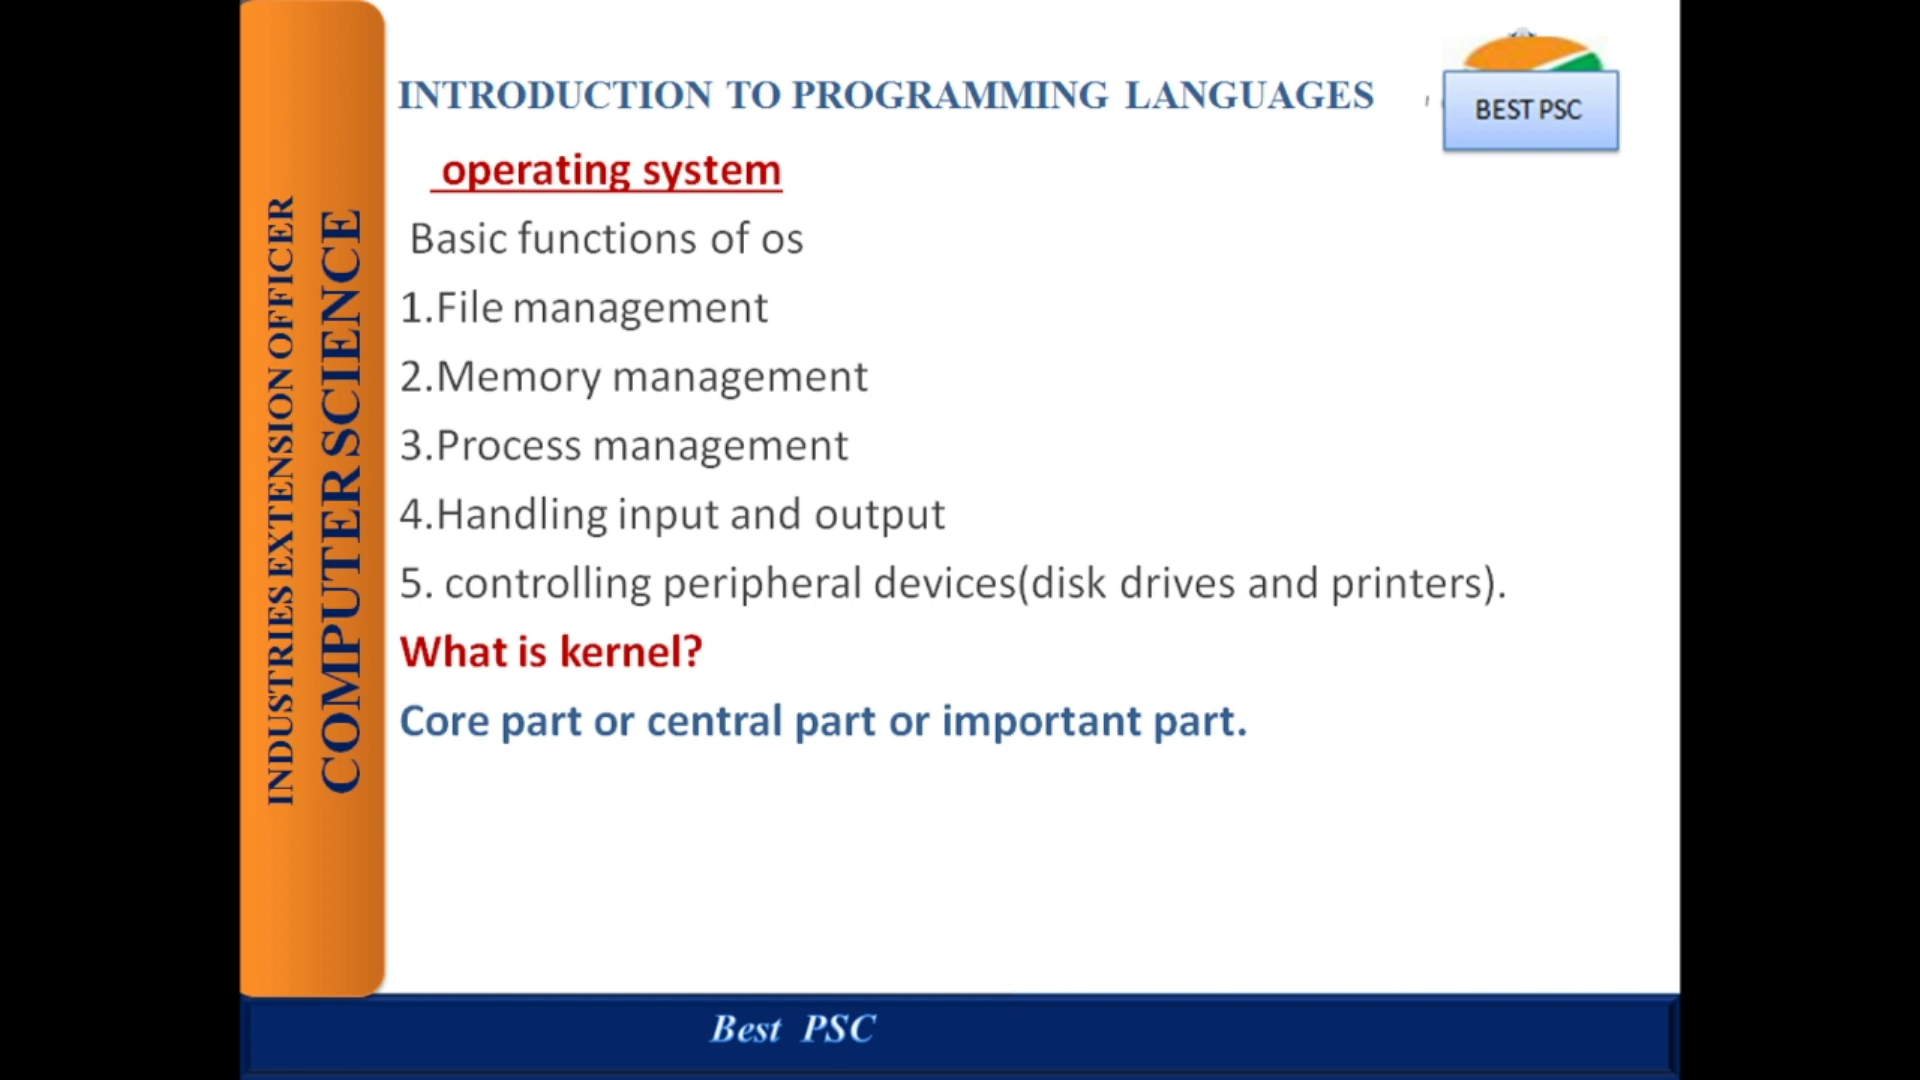 INDUSTRIES EXTENSION OFFICER
COMPUTER SCIENCE
INTRODUCTION TO PROGRAMMING LANGUAGES
BEST PSC
operating system
Basic functions of os
1.File management
2.Memory management
3.Process management
4.Handling input and output
5. controlling peripheral devices(disk drives and printers).
What is kernel?
Core part or central part or important part.
Best PSC